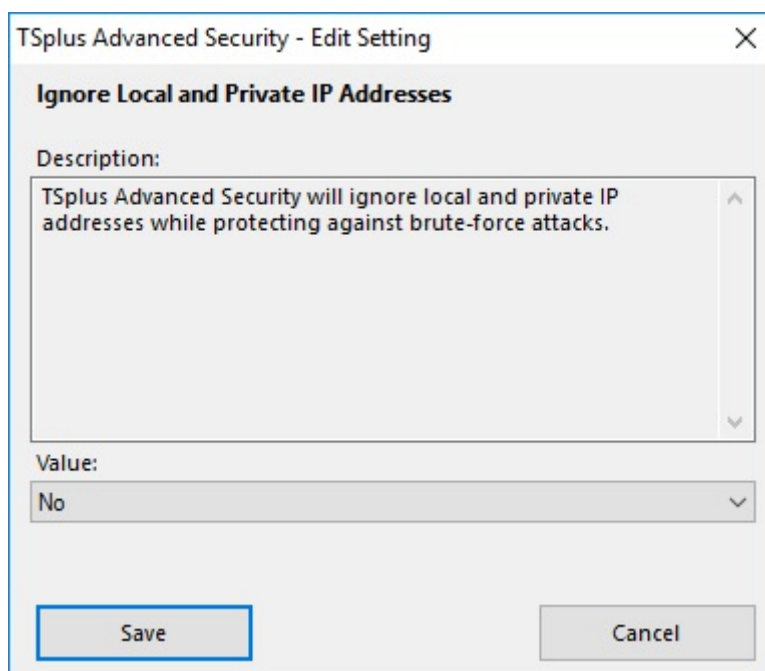 TSplus Advanced Security - Edit Setting
Ignore Local and Private IP Addresses
Description:
TSplus Advanced Security will ignore local and private IP
addresses while protecting against brute-force attacks.
Value:
No
Save
Cancel